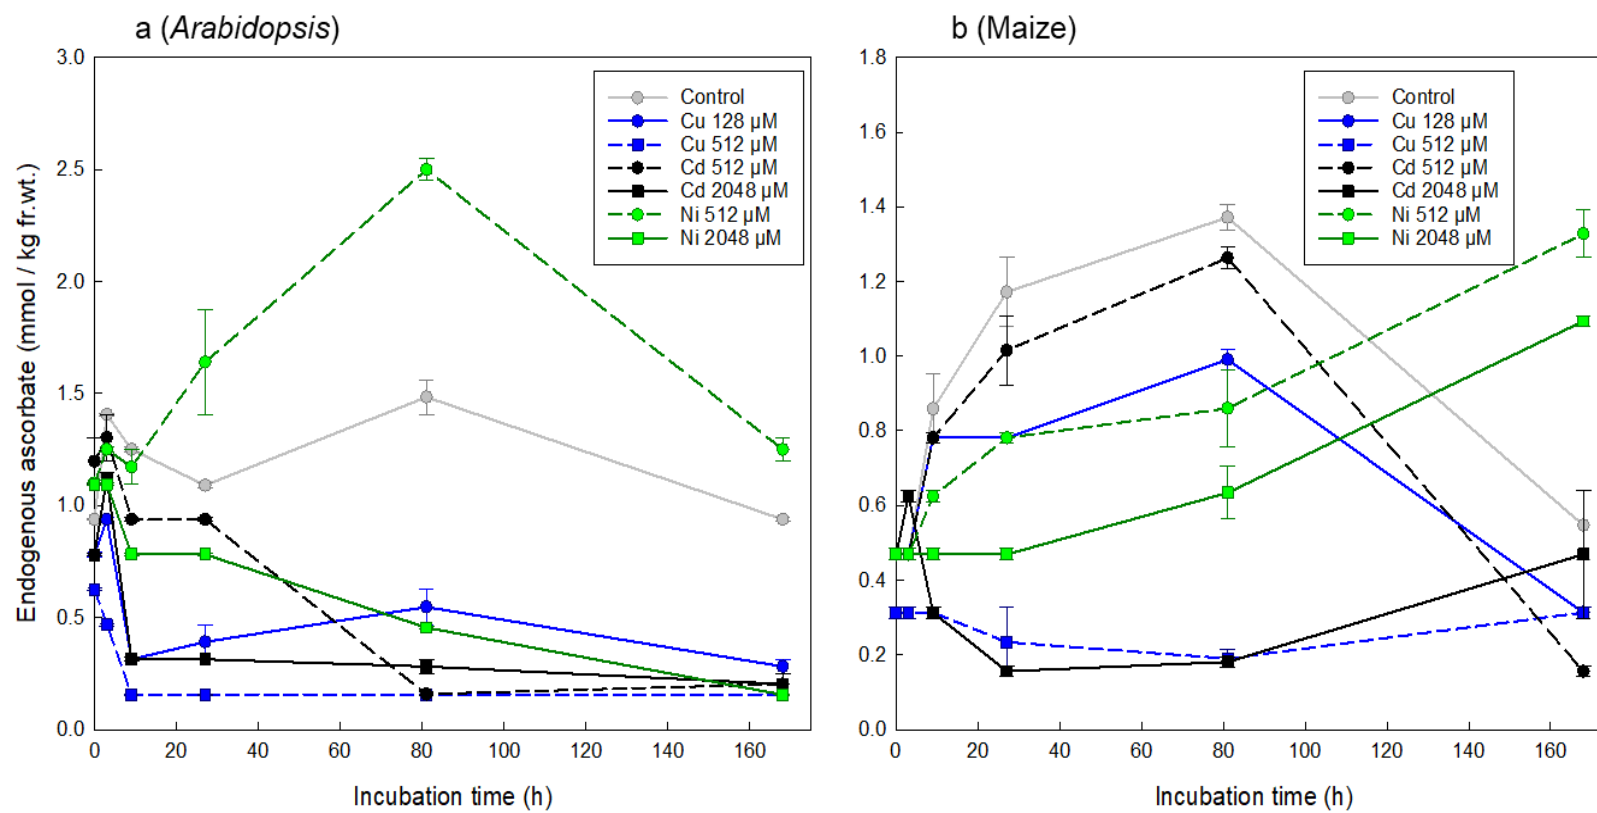 a (Arabidopsis)
b (Maize)
Endogenous ascorbate (mmol / kg fr.wt.)
3.0
2.5
2.0
1.5
1.0
0.5
0.0
0 20 40 60 80 100 120 140 160
Incubation time (h)
Control
Cu 128 µM
Cu 512 µM
Cd 512 µM
Cd 2048 µM
Ni 512 µM
Ni 2048 µM
1.8
1.6
1.4
1.2
1.0
0.8
0.6
0.4
0.2
0.0
0 20 40 60 80 100 120 140 160
Incubation time (h)
Control
Cu 128 µM
Cu 512 µM
Cd 512 µM
Cd 2048 µM
Ni 512 µM
Ni 2048 µM